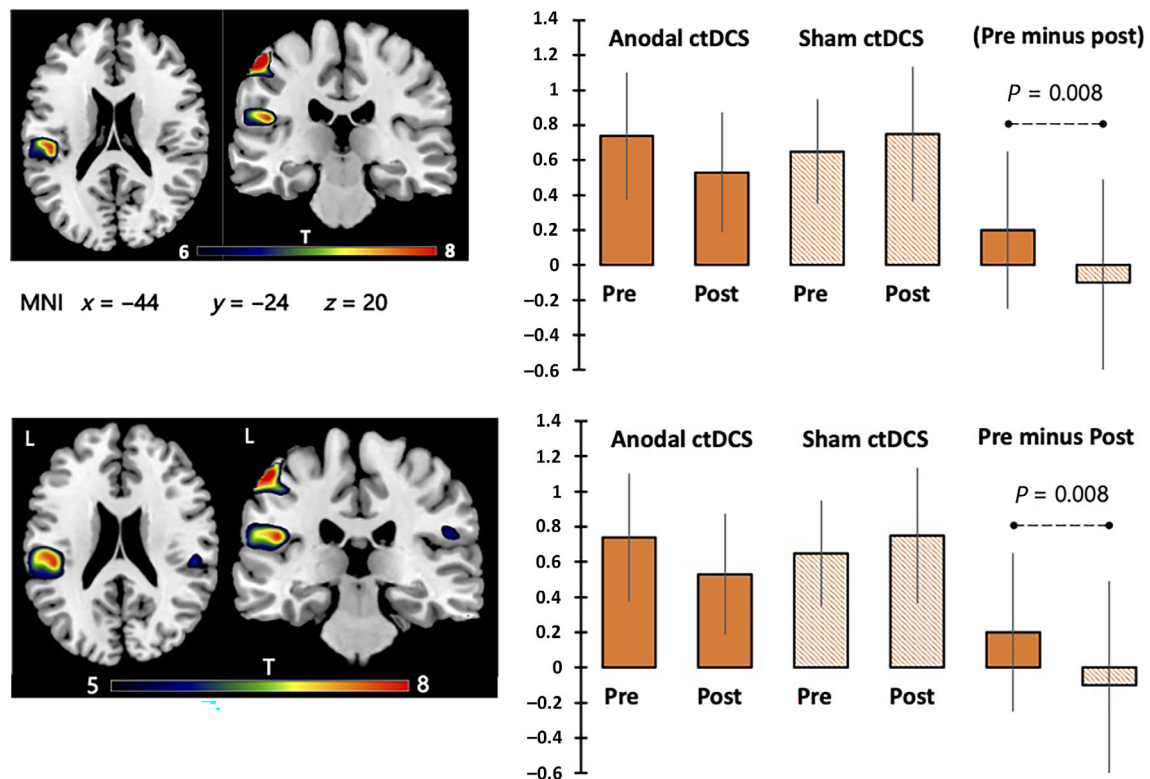 T
6 8
MNI x = −44 y = −24 z = 20
1.4
1.2
1
0.8
0.6
0.4
0.2
0
−0.2
−0.4
−0.6
Anodal ctDCS Sham ctDCS (Pre minus post)
P = 0.008
Pre Post Pre Post
L L
T
5 8
1.4
1.2
1
0.8
0.6
0.4
0.2
0
−0.2
−0.4
−0.6
Anodal ctDCS Sham ctDCS Pre minus Post
P = 0.008
Pre Post Pre Post